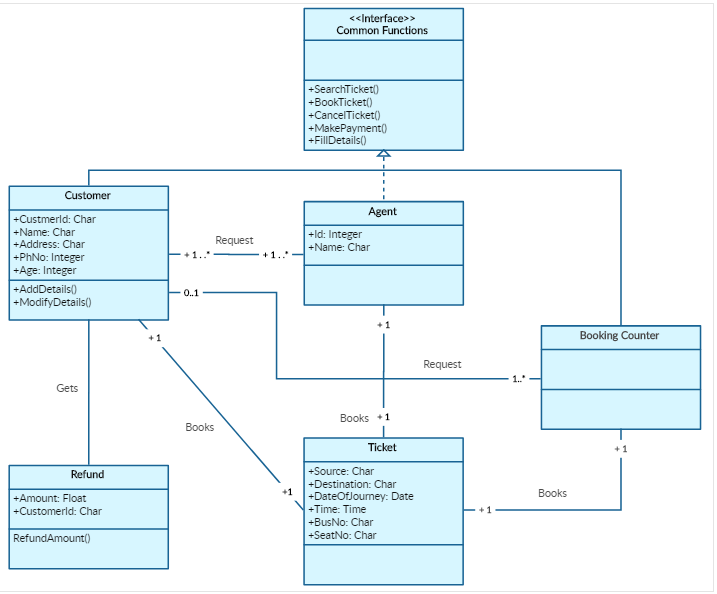 <<Interface>>
Common Functions
+SearchTicket()
+BookTicket()
+CancelTicket()
+MakePayment()
+FillDetails()
Customer
+CustmerId: Char
+Name: Char
+Address: Char
+PhNo: Integer
+Age: Integer
+AddDetails()
+ModifyDetails()
Request
+ 1 . .*
+ 1 . .*
Agent
+Id: Integer
+Name: Char
0..1
+ 1
+ 1
Booking Counter
Request
1..*
Gets
Books
Books
+ 1
+ 1
Refund
+Amount: Float
+CustomerId: Char
RefundAmount()
+1
Ticket
+Source: Char
+Destination: Char
+DateOfJourney: Date
+Time: Time
+BusNo: Char
+SeatNo: Char
Books
+ 1